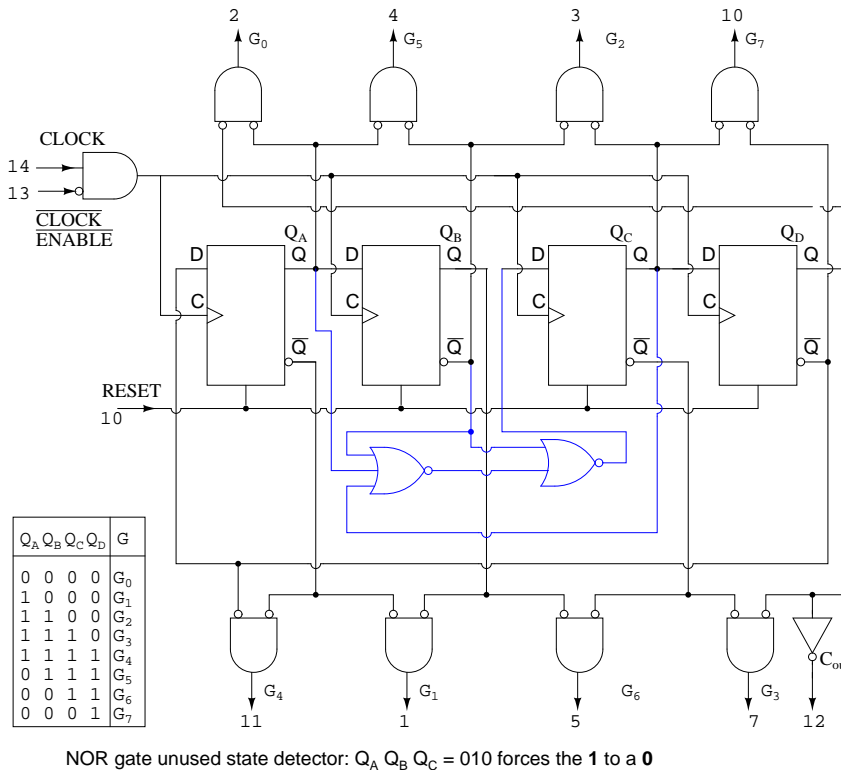 2 4 3 10
G0 G5 G2 G7
CLOCK
14
13
CLOCK
ENABLE
QA QB QC QD
D Q D Q D Q D Q
C C C C
Q Q Q Q
RESET
10
QA QB QC QD G
0 0 0 0 G0
1 0 0 0 G1
1 1 0 0 G2
1 1 1 0 G3
1 1 1 1 G4
0 1 1 1 G5
0 0 1 1 G6
0 0 0 1 G7
G4 G1 G6 G3 Cou
11 1 5 7 12
NOR gate unused state detector: QA QB QC = 010 forces the 1 to a 0